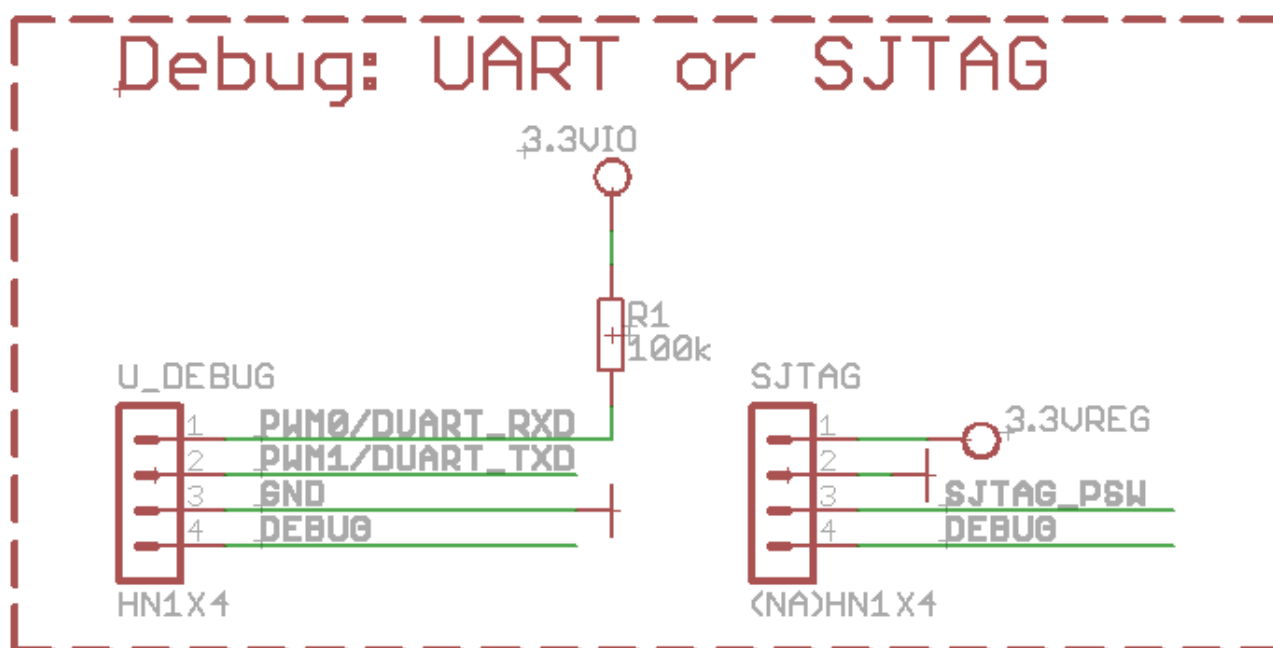 Debug: UART or SJTAG
3.3VIO
R1
100k
U_DEBUG
1 PWM0/DUART_RXD
2 PWM1/DUART_TXD
3 GND
4 DEBUG
HN1X4
SJTAG
1 3.3VREG
2
3 SJTAG_PSW
4 DEBUG
(NA)HN1X4